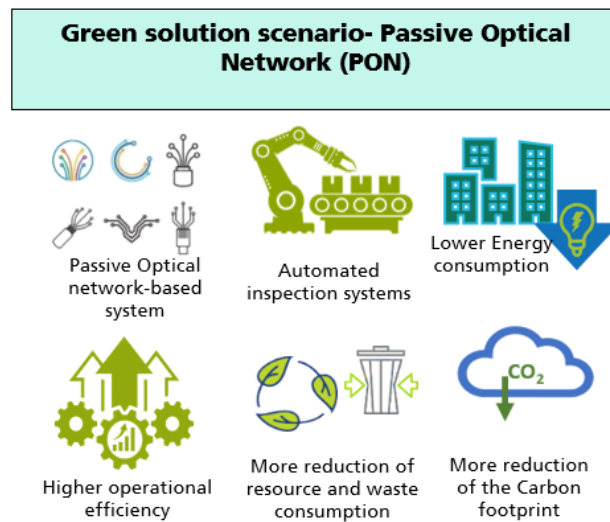 Green solution scenario- Passive Optical
Network (PON)
Passive Optical
network-based
system
Automated
inspection systems
Lower Energy
consumption
CO₂
Higher operational
efficiency
More reduction of
resource and waste
consumption
More reduction
of the Carbon
footprint